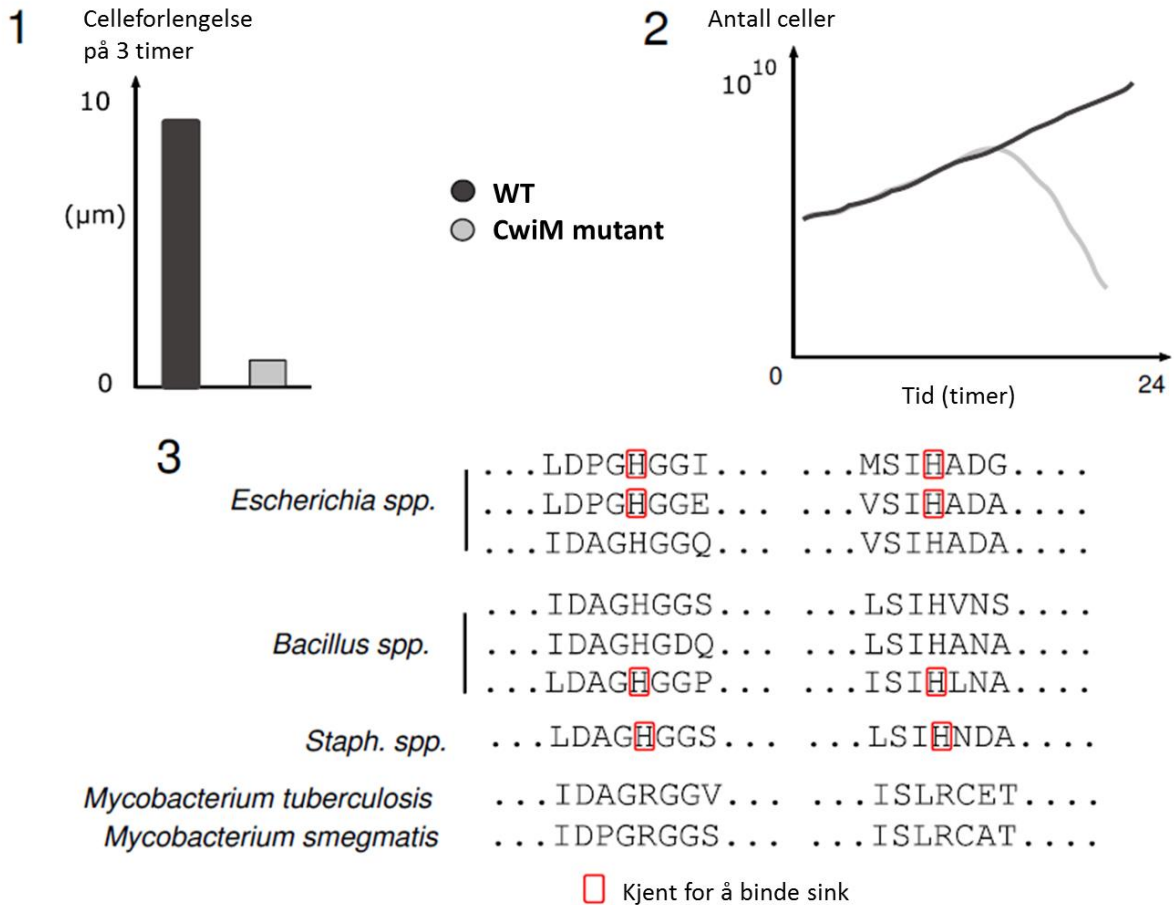 1
Celleforlengelse
på 3 timer
10
(µm)
0
WT
CwiM mutant
2
Antall celler
10^10
0
Tid (timer)
24
3
Escherichia spp.
...LDPGHGGI... ...MSIHADG....
...LDPGHGGE... ...VSIHADA....
...IDAGHGGQ... ...VSIHADA....
Bacillus spp.
...IDAGHGGS... ...LSIHVNS....
...IDAGHGDQ... ...LSIHANA....
...LDAGHGGP... ...ISIHLNA....
Staph. spp. ...LDAGHGGS... ...LSIHNDA....
Mycobacterium tuberculosis ...IDAGRGGV... ...ISLRCET....
Mycobacterium smegmatis ...IDPGRGGS... ...ISLRCAT....
Kjent for å binde sink